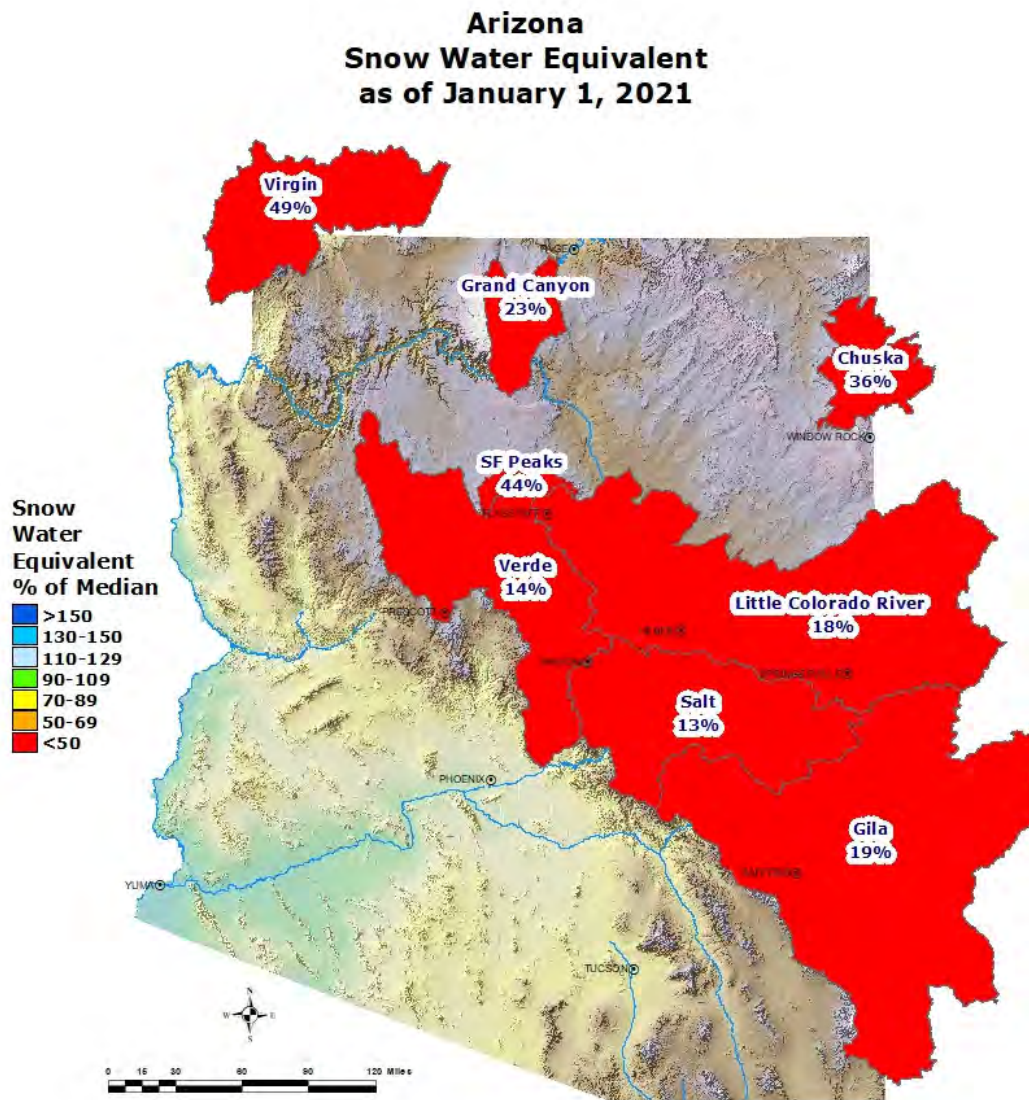 Arizona
Snow Water Equivalent
as of January 1, 2021
Virgin
49%
Grand Canyon
23%
Chuska
36%
WINDOW ROCK
SF Peaks
44%
Verde
14%
Little Colorado River
18%
Salt
13%
PHOENIX
Gila
19%
YUMA
TUCSON
Snow
Water
Equivalent
% of Median
>150
130-150
110-129
90-109
70-89
50-69
<50
N
W E
S
0 15 30 60 90 120 Miles